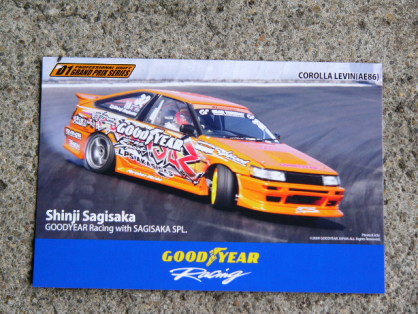 D1 PROFESSIONAL DRIFT
GRAND PRIX SERIES
COROLLA LEVIN(AE86)
GOODYEAR
Shinji Sagisaka
GOODYEAR Racing with SAGISAKA SPL.
GOODYEAR
Racing